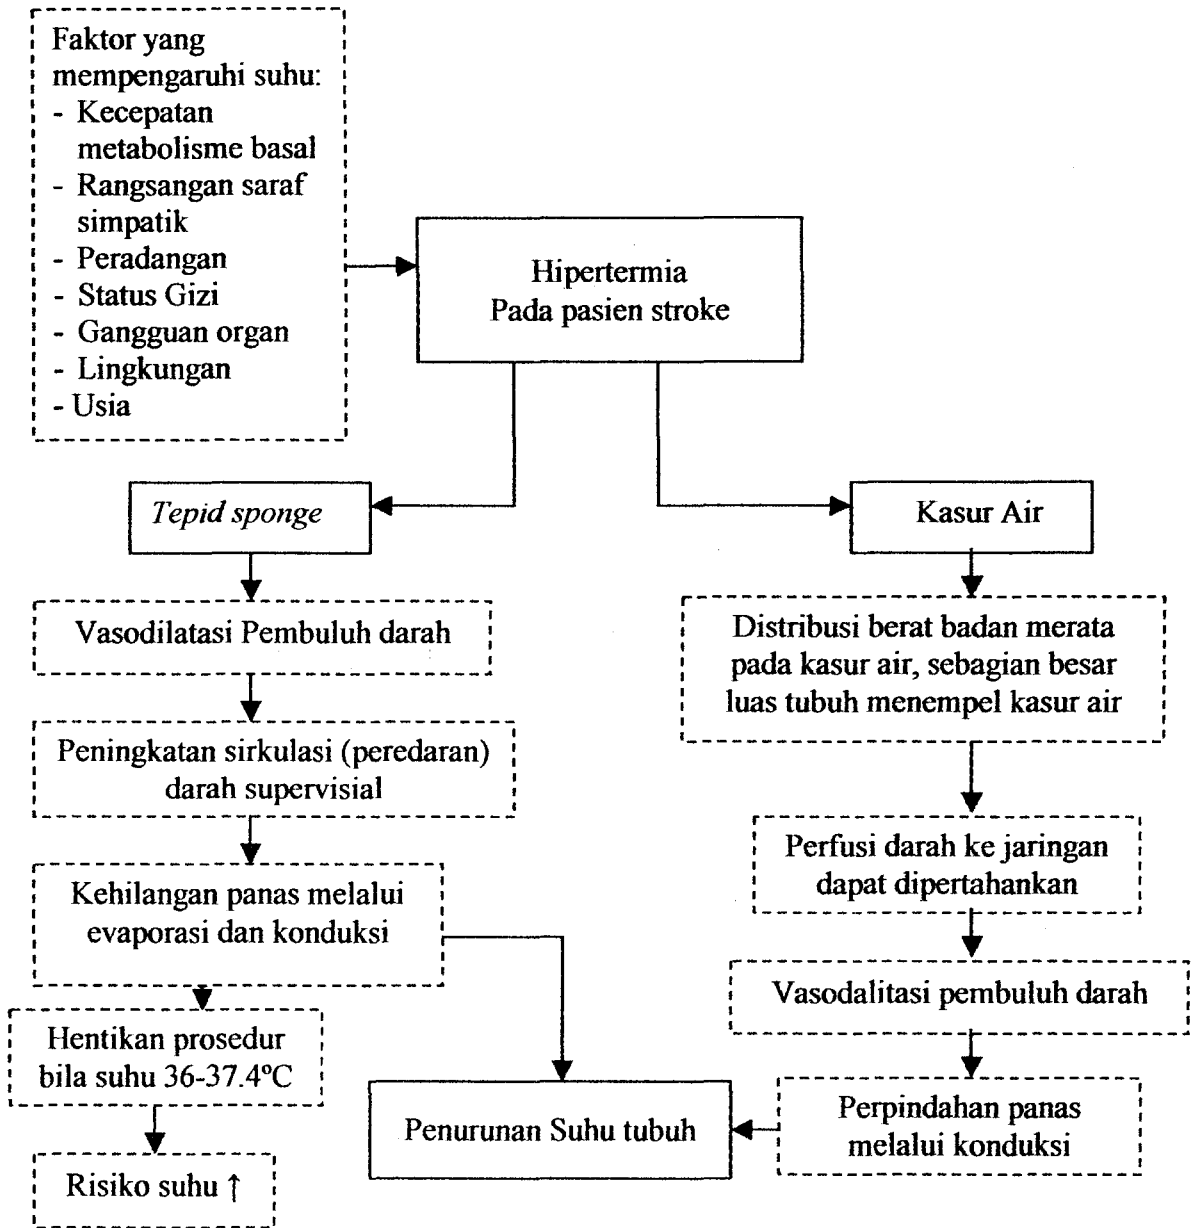 Faktor yang
mempengaruhi suhu:
- Kecepatan
metabolisme basal
- Rangsangan saraf
simpatik
- Peradangan
- Status Gizi
- Gangguan organ
- Lingkungan
- Usia
Hipertermia
Pada pasien stroke
Tepid sponge
Kasur Air
Vasodilatasi Pembuluh darah
Distribusi berat badan merata
pada kasur air, sebagian besar
luas tubuh menempel kasur air
Peningkatan sirkulasi (peredaran)
darah supervisial
Perfusi darah ke jaringan
dapat dipertahankan
Kehilangan panas melalui
evaporasi dan konduksi
Vasodalitasi pembuluh darah
Hentikan prosedur
bila suhu 36-37.4ºC
Penurunan Suhu tubuh
Perpindahan panas
melalui konduksi
Risiko suhu ↑